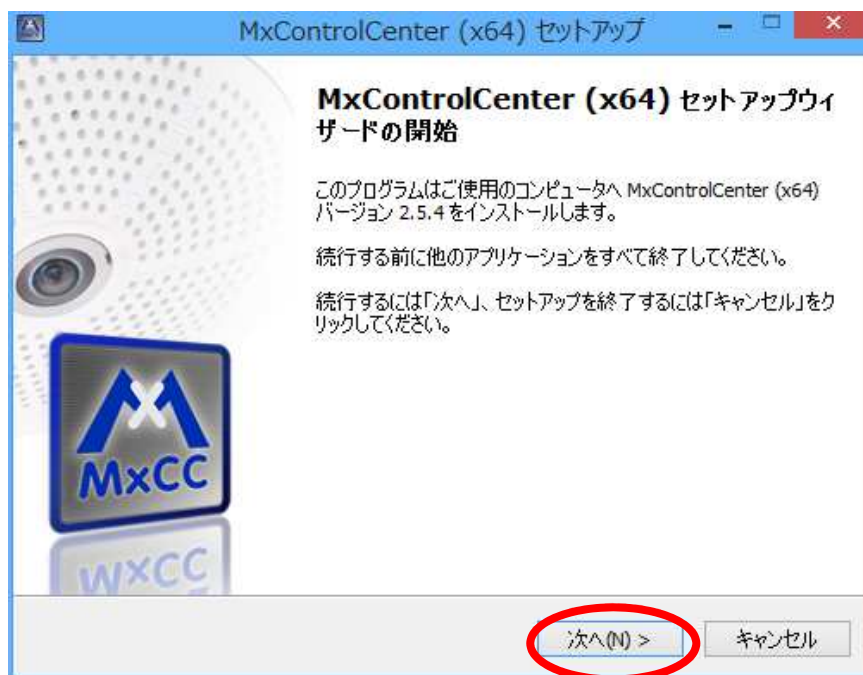 MxControlCenter (x64) セットアップ
MxControlCenter (x64) セットアップウィ
ザードの開始
このプログラムはご使用のコンピュータへ MxControlCenter (x64)
バージョン 2.5.4 をインストールします。
続行する前に他のアプリケーションをすべて終了してください。
続行するには「次へ」、セットアップを終了するには「キャンセル」をク
リックしてください。
MxCC
次へ(N) >
キャンセル